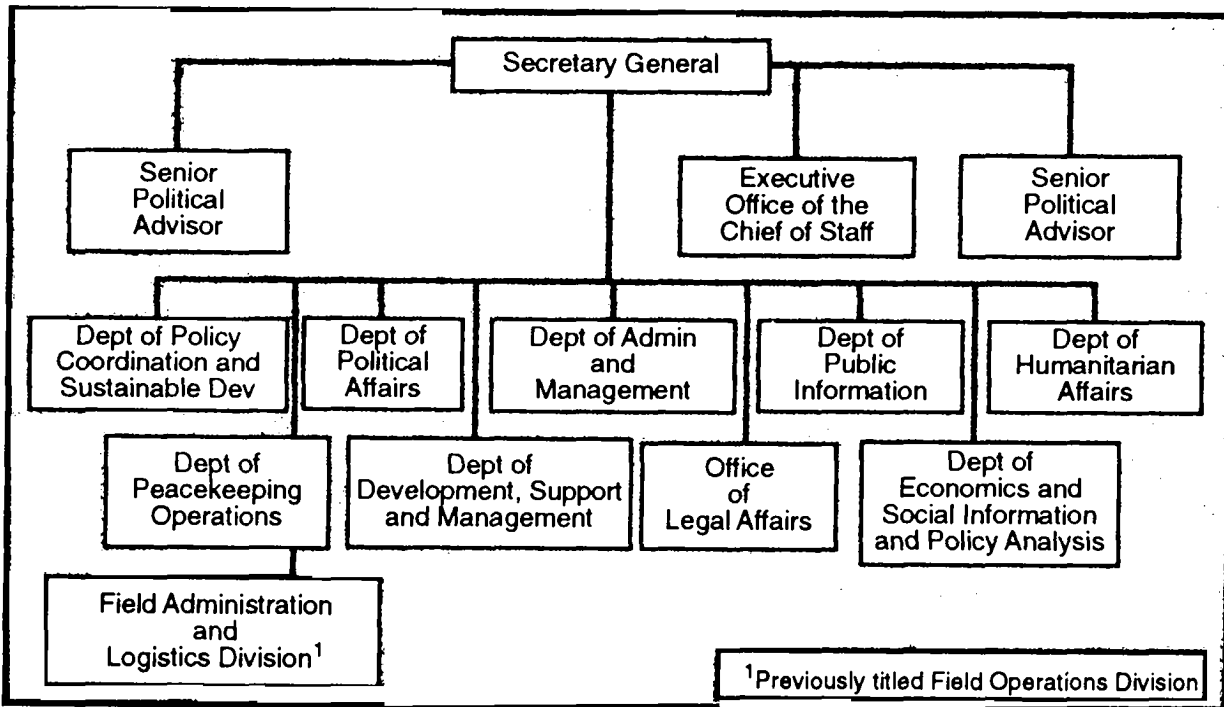 Secretary General
Senior
Political
Advisor
Executive
Office of the
Chief of Staff
Senior
Political
Advisor
Dept of Policy
Coordination and
Sustainable Dev
Dept of
Political
Affairs
Dept of Admin
and
Management
Dept of
Public
Information
Dept of
Humanitarian
Affairs
Dept of
Peacekeeping
Operations
Dept of
Development, Support
and Management
Office
of
Legal Affairs
Dept of
Economics and
Social Information
and Policy Analysis
Field Administration
and
Logistics Division¹
¹Previously titled Field Operations Division